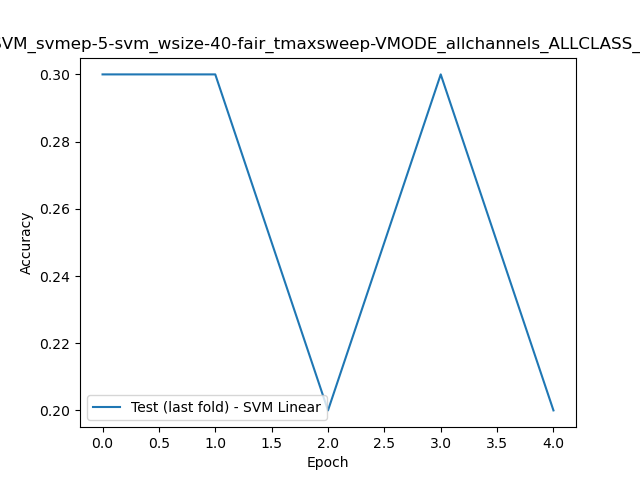 SVM_svmep-5-svm_wsize-40-fair_tmaxsweep-VMODE_allchannels_ALLCLASS_
0.30
0.28
0.26
0.24
0.22
0.20
Accuracy
Test (last fold) - SVM Linear
0.0 0.5 1.0 1.5 2.0 2.5 3.0 3.5 4.0
Epoch